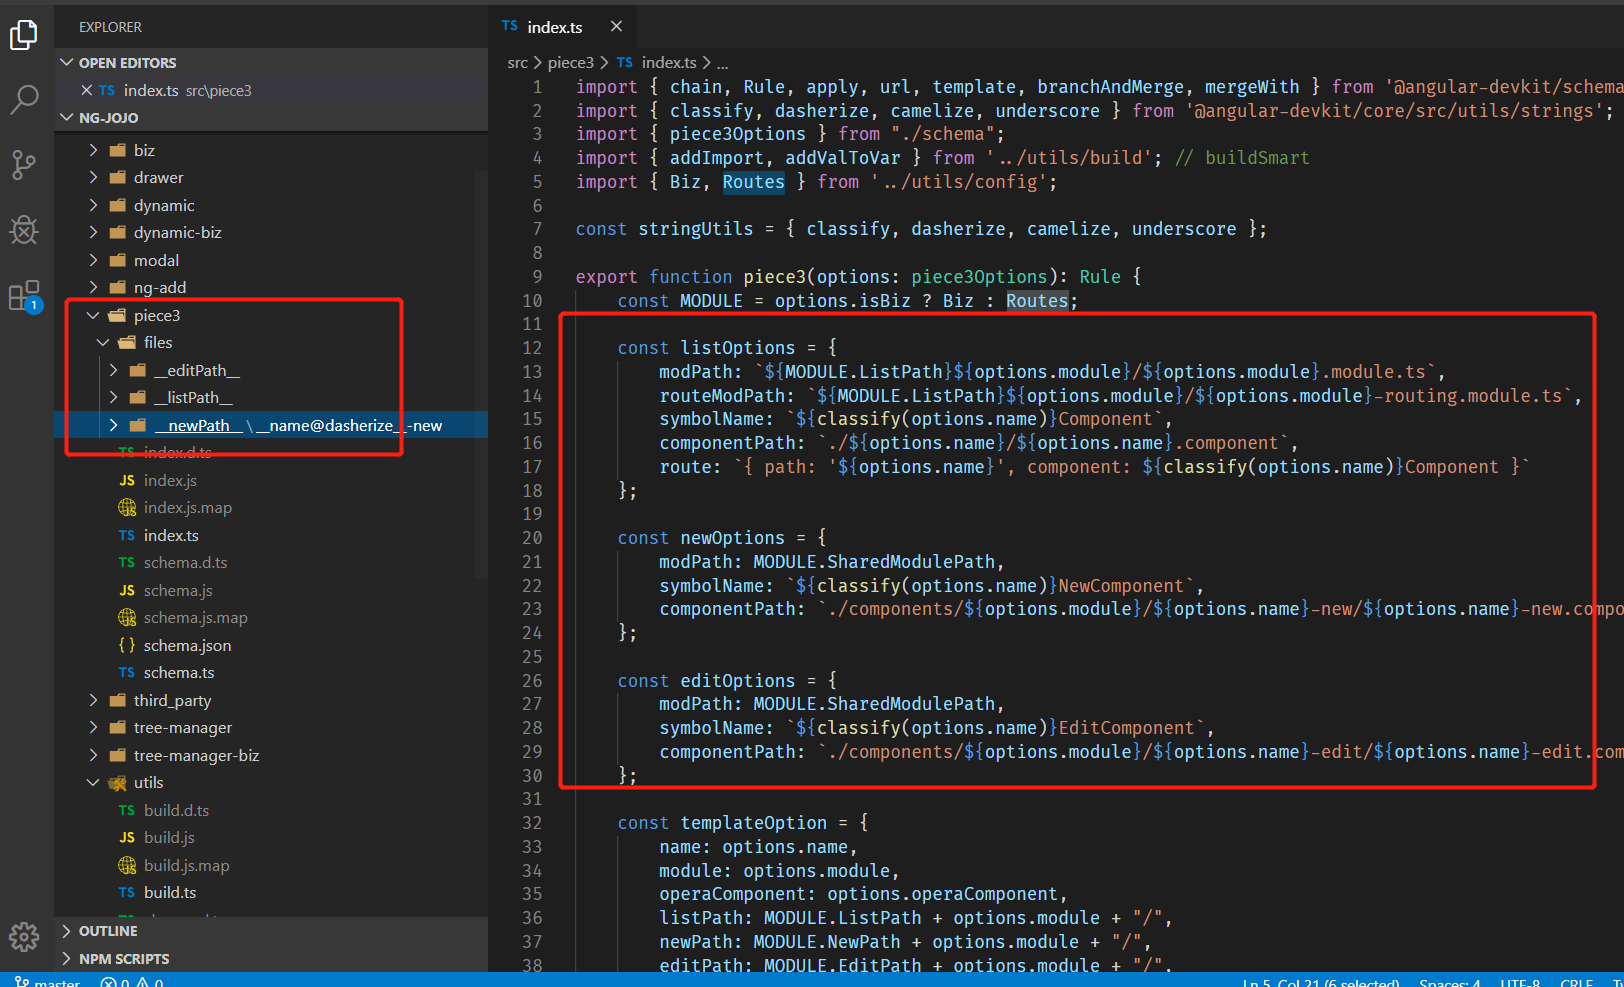 EXPLORER
OPEN EDITORS
TS index.ts src\piece3
NG-JOJO
biz
drawer
dynamic
dynamic-biz
modal
ng-add
1
piece3
files
__editPath__
__listPath__
__newPath__\__name@dasherize__-new
TS index.d.ts
JS index.js
index.js.map
TS index.ts
TS schema.d.ts
JS schema.js
schema.js.map
{ } schema.json
TS schema.ts
third_party
tree-manager
tree-manager-biz
utils
TS build.d.ts
JS build.js
build.js.map
TS build.ts
OUTLINE
NPM SCRIPTS
TS index.ts
src > piece3 > TS index.ts > ...
1 import { chain, Rule, apply, url, template, branchAndMerge, mergeWith } from '@angular-devkit/schema
2 import { classify, dasherize, camelize, underscore } from '@angular-devkit/core/src/utils/strings';
3 import { piece3Options } from "./schema";
4 import { addImport, addValToVar } from '../utils/build'; // buildSmart
5 import { Biz, Routes } from '../utils/config';
6
7 const stringUtils = { classify, dasherize, camelize, underscore };
8
9 export function piece3(options: piece3Options): Rule {
10 const MODULE = options.isBiz ? Biz : Routes;
11
12 const listOptions = {
13 modPath: `${MODULE.ListPath}${options.module}/${options.module}.module.ts`,
14 routeModPath: `${MODULE.ListPath}${options.module}/${options.module}-routing.module.ts`,
15 symbolName: `${classify(options.name)}Component`,
16 componentPath: `./${options.name}/${options.name}.component`,
17 route: `{ path: '${options.name}', component: ${classify(options.name)}Component }`
18 };
19
20 const newOptions = {
21 modPath: MODULE.SharedModulePath,
22 symbolName: `${classify(options.name)}NewComponent`,
23 componentPath: `./components/${options.module}/${options.name}-new/${options.name}-new.compo
24 };
25
26 const editOptions = {
27 modPath: MODULE.SharedModulePath,
28 symbolName: `${classify(options.name)}EditComponent`,
29 componentPath: `./components/${options.module}/${options.name}-edit/${options.name}-edit.com
30 };
31
32 const templateOption = {
33 name: options.name,
34 module: options.module,
35 operaComponent: options.operaComponent,
36 listPath: MODULE.ListPath + options.module + "/",
37 newPath: MODULE.NewPath + options.module + "/",
38 editPath: MODULE.EditPath + options.module + "/",
master 0 0
Ln 5, Col 21 (6 selected) Spaces: 4 UTF-8 CRLF